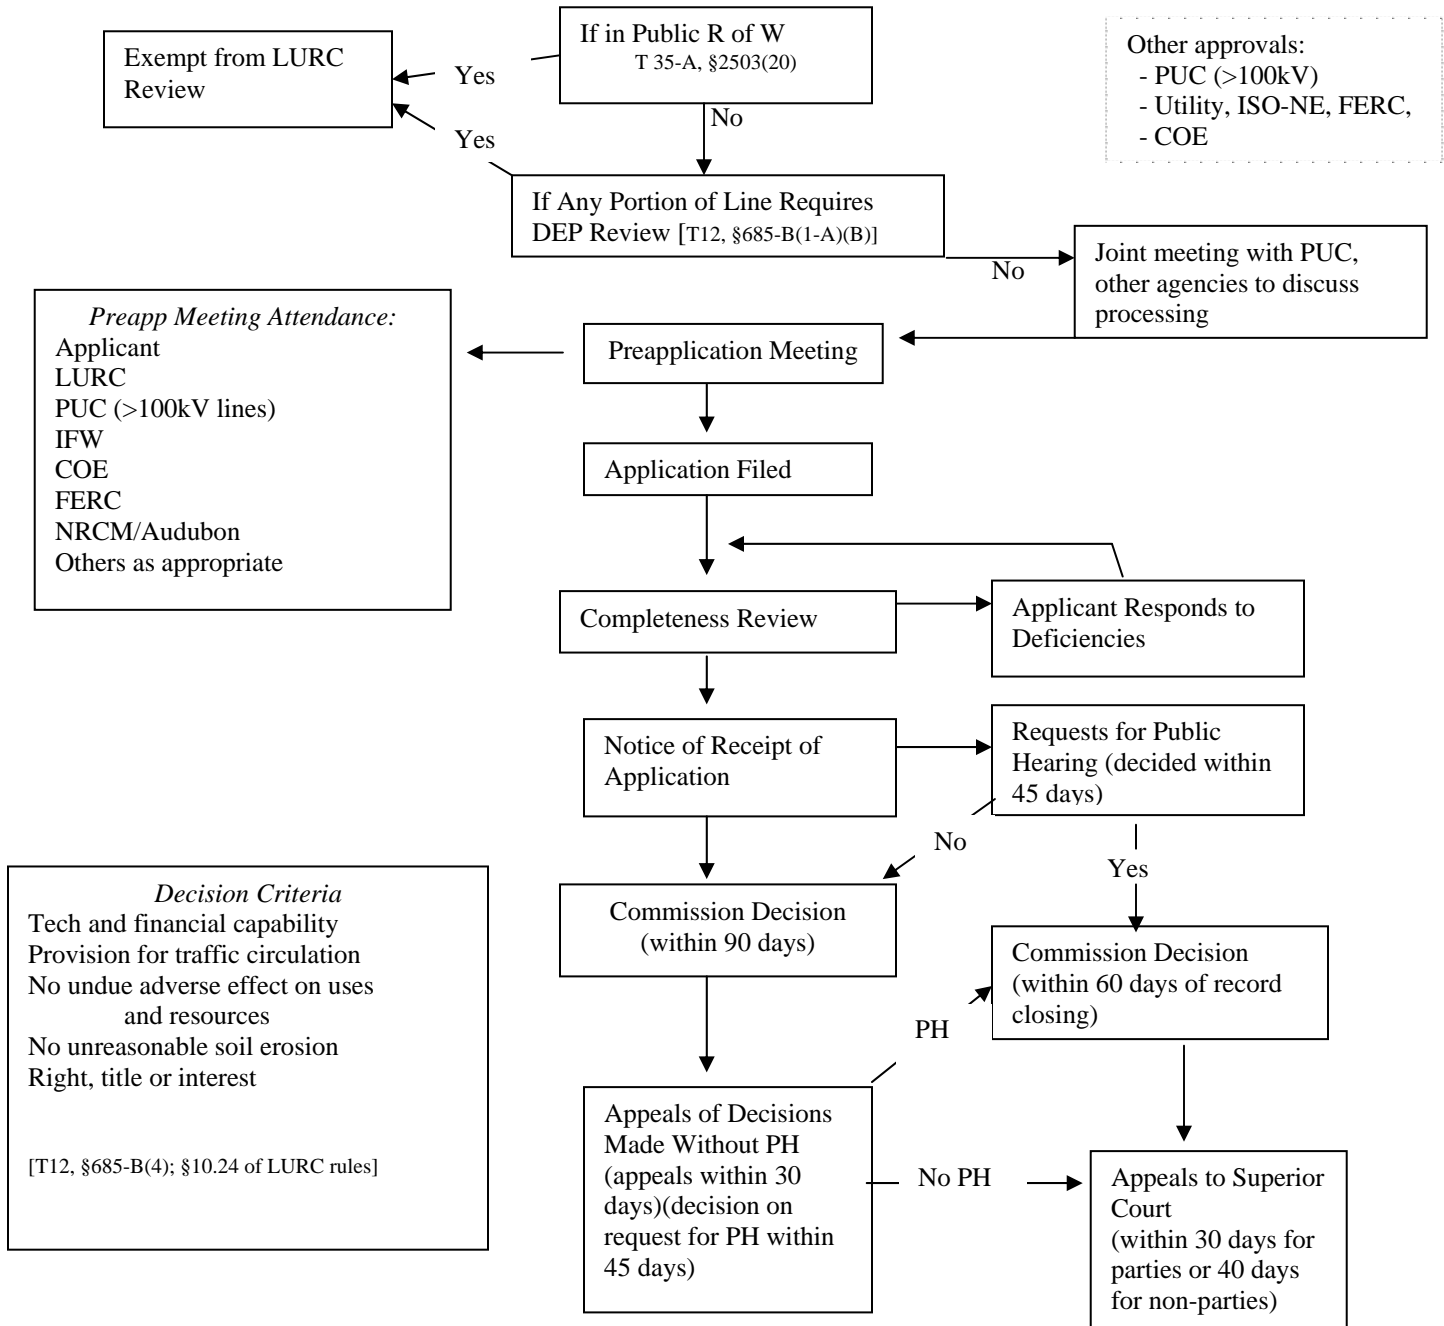 If in Public R of W
T 35-A, §2503(20)
Exempt from LURC
Review
Yes
Other approvals:
- PUC (>100kV)
- Utility, ISO-NE, FERC,
- COE
No
Yes
If Any Portion of Line Requires
DEP Review [T12, §685-B(1-A)(B)]
No
Joint meeting with PUC,
other agencies to discuss
processing
Preapp Meeting Attendance:
Applicant
LURC
PUC (>100kV lines)
IFW
COE
FERC
NRCM/Audubon
Others as appropriate
Preapplication Meeting
Application Filed
Completeness Review
Applicant Responds to
Deficiencies
Notice of Receipt of
Application
Requests for Public
Hearing (decided within
45 days)
No
Yes
Decision Criteria
Tech and financial capability
Provision for traffic circulation
No undue adverse effect on uses
and resources
No unreasonable soil erosion
Right, title or interest
[T12, §685-B(4); §10.24 of LURC rules]
Commission Decision
(within 90 days)
Commission Decision
(within 60 days of record
closing)
PH
Appeals of Decisions
Made Without PH
(appeals within 30
days)(decision on
request for PH within
45 days)
No PH
Appeals to Superior
Court
(within 30 days for
parties or 40 days
for non-parties)